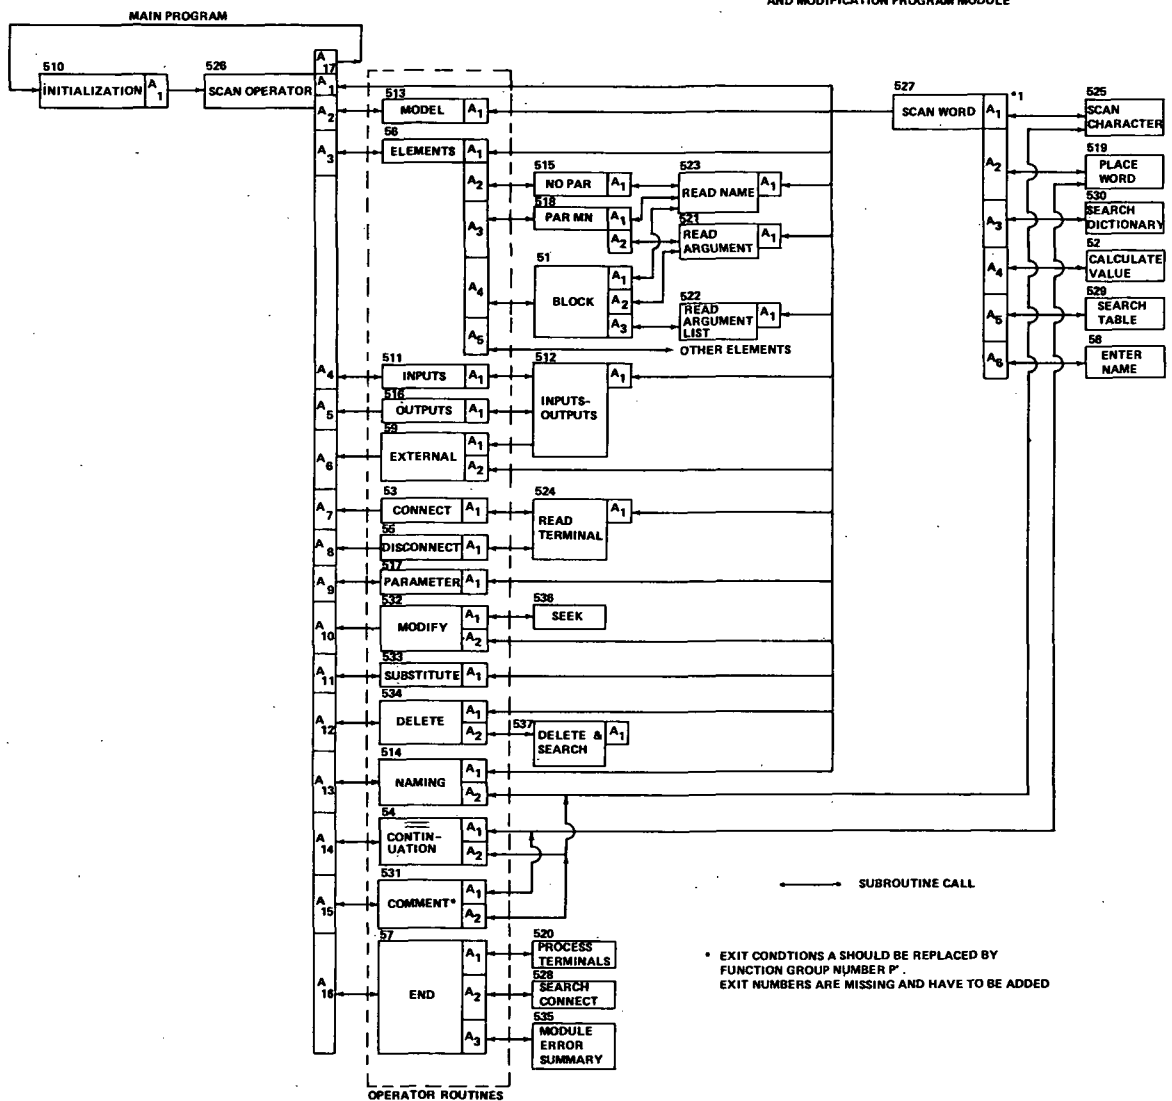 AND MODIFICATION PROGRAM MODULE
MAIN PROGRAM
510
INITIALIZATION A1
526
SCAN OPERATOR
A17
A1
A2
A3
A4
A5
A6
A7
A8
A9
A10
A11
A12
A13
A14
A15
A16
513
MODEL A1
56
ELEMENTS A1
A2
A3
A4
A5
515
NO PAR A1
518
PAR MN A1
A2
51
BLOCK A1
A2
A3
523
READ NAME A1
521
READ
ARGUMENT A1
522
READ
ARGUMENT
LIST A1
OTHER ELEMENTS
511
INPUTS A1
516
OUTPUTS A1
59
EXTERNAL A1
A2
512
INPUTS-
OUTPUTS A1
53
CONNECT A1
55
DISCONNECT A1
524
READ
TERMINAL A1
517
PARAMETER A1
532
MODIFY A1
A2
536
SEEK
533
SUBSTITUTE A1
534
DELETE A1
A2
537
DELETE &
SEARCH A1
514
NAMING A1
A2
54
CONTIN-
UATION A1
A2
531
COMMENT* A1
A2
57
END A1
A2
A3
520
PROCESS
TERMINALS
528
SEARCH
CONNECT
535
MODULE
ERROR
SUMMARY
OPERATOR ROUTINES
527
SCAN WORD A1
A2
A3
A4
A5
A6
*1
525
SCAN
CHARACTER
519
PLACE
WORD
530
SEARCH
DICTIONARY
52
CALCULATE
VALUE
529
SEARCH
TABLE
58
ENTER
NAME
SUBROUTINE CALL
* EXIT CONDTIONS A SHOULD BE REPLACED BY
FUNCTION GROUP NUMBER P'.
EXIT NUMBERS ARE MISSING AND HAVE TO BE ADDED